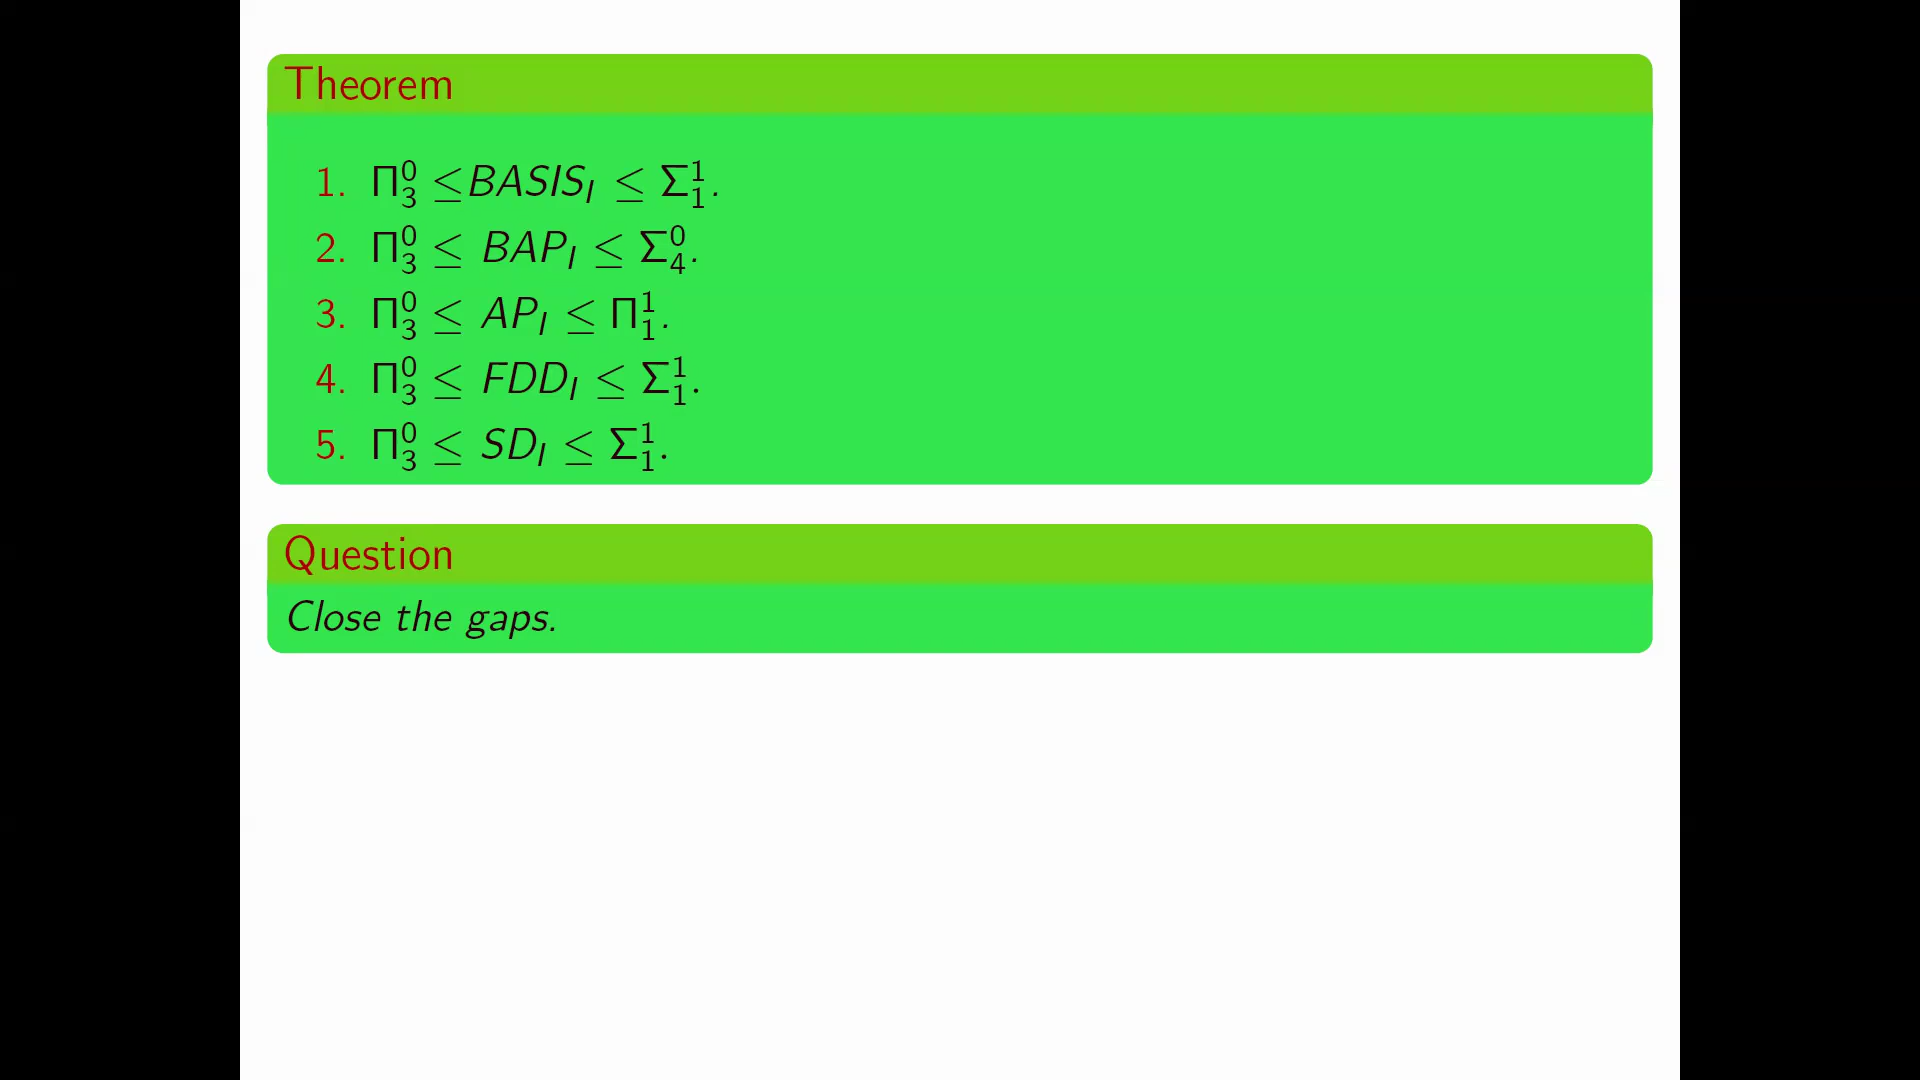 Theorem
1. Π⁰₃ ≤BASIS_I ≤ Σ¹₁.
2. Π⁰₃ ≤ BAP_I ≤ Σ⁰₄.
3. Π⁰₃ ≤ AP_I ≤ Π¹₁.
4. Π⁰₃ ≤ FDD_I ≤ Σ¹₁.
5. Π⁰₃ ≤ SD_I ≤ Σ¹₁.
Question
Close the gaps.